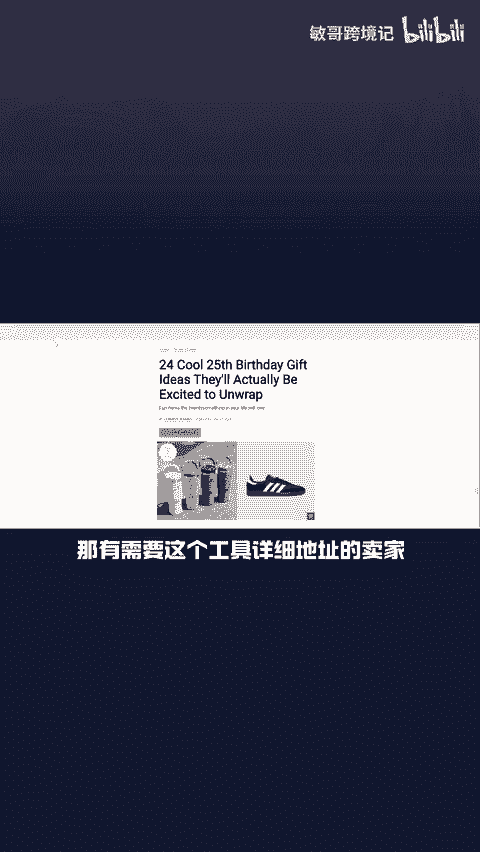 敏哥跨境记 bilibili
24 Cool 25th Birthday Gift
Ideas They'll Actually Be
Excited to Unwrap
那有需要这个工具详细地址的卖家